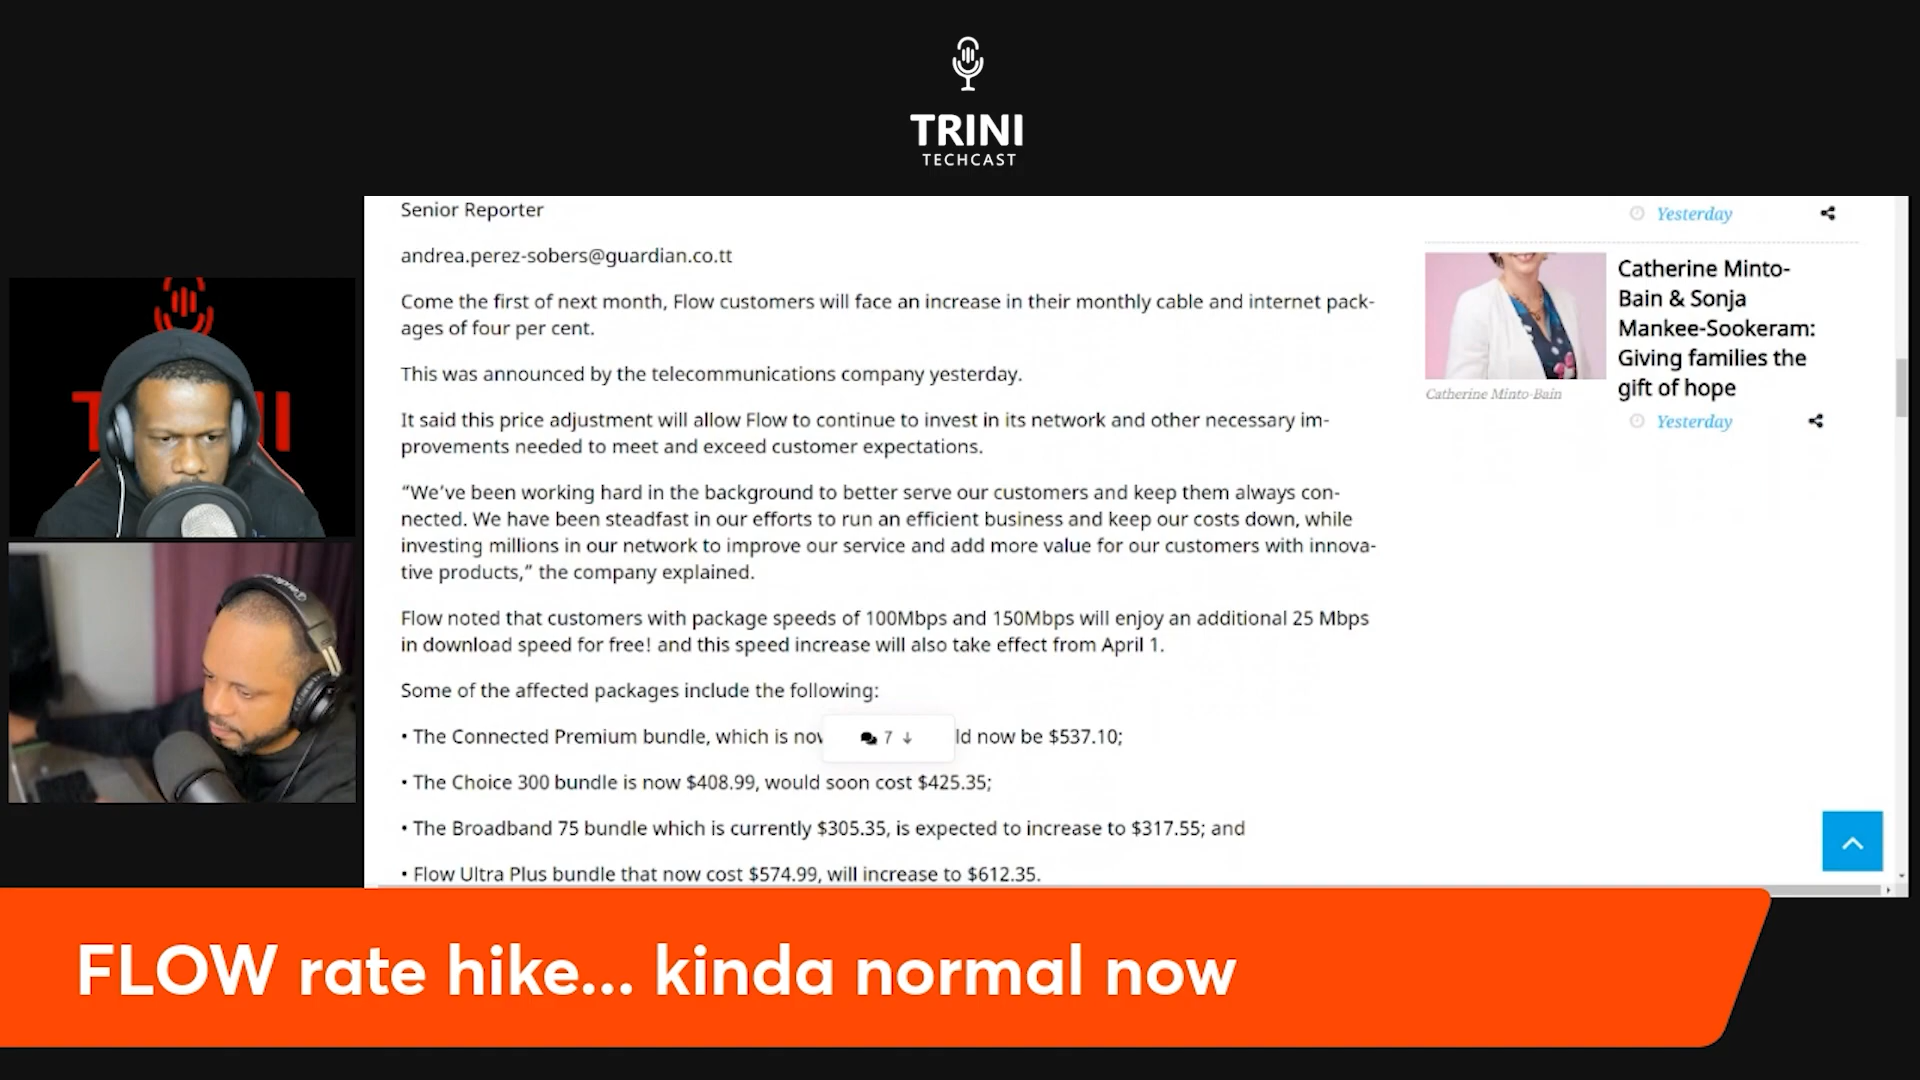 TRINI
TECHCAST
Senior Reporter
andrea.perez-sobers@guardian.co.tt
Come the first of next month, Flow customers will face an increase in their monthly cable and internet pack-
ages of four per cent.
This was announced by the telecommunications company yesterday.
It said this price adjustment will allow Flow to continue to invest in its network and other necessary im-
provements needed to meet and exceed customer expectations.
“We’ve been working hard in the background to better serve our customers and keep them always con-
nected. We have been steadfast in our efforts to run an efficient business and keep our costs down, while
investing millions in our network to improve our service and add more value for our customers with innova-
tive products,” the company explained.
Flow noted that customers with package speeds of 100Mbps and 150Mbps will enjoy an additional 25 Mbps
in download speed for free! and this speed increase will also take effect from April 1.
Some of the affected packages include the following:
• The Connected Premium bundle, which is now 7 ld now be $537.10;
• The Choice 300 bundle is now $408.99, would soon cost $425.35;
• The Broadband 75 bundle which is currently $305.35, is expected to increase to $317.55; and
• Flow Ultra Plus bundle that now cost $574.99, will increase to $612.35.
Yesterday
Catherine Minto-
Bain & Sonja
Mankee-Sookeram:
Giving families the
gift of hope
Catherine Minto-Bain
Yesterday
FLOW rate hike... kinda normal now